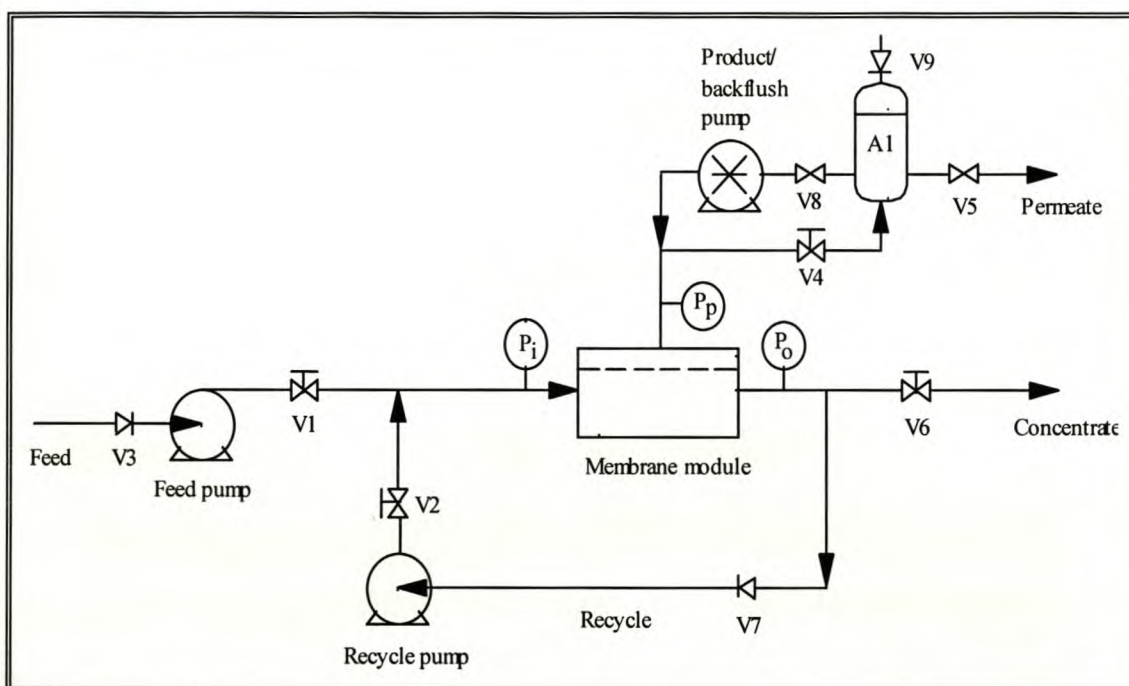 Product/
backflush
pump
V9
A1
V8
V5
Permeate
V4
Pp
Pi
Po
V1
V6
Feed
V3
Feed pump
Membrane module
Concentrate
V2
Recycle
V7
Recycle pump